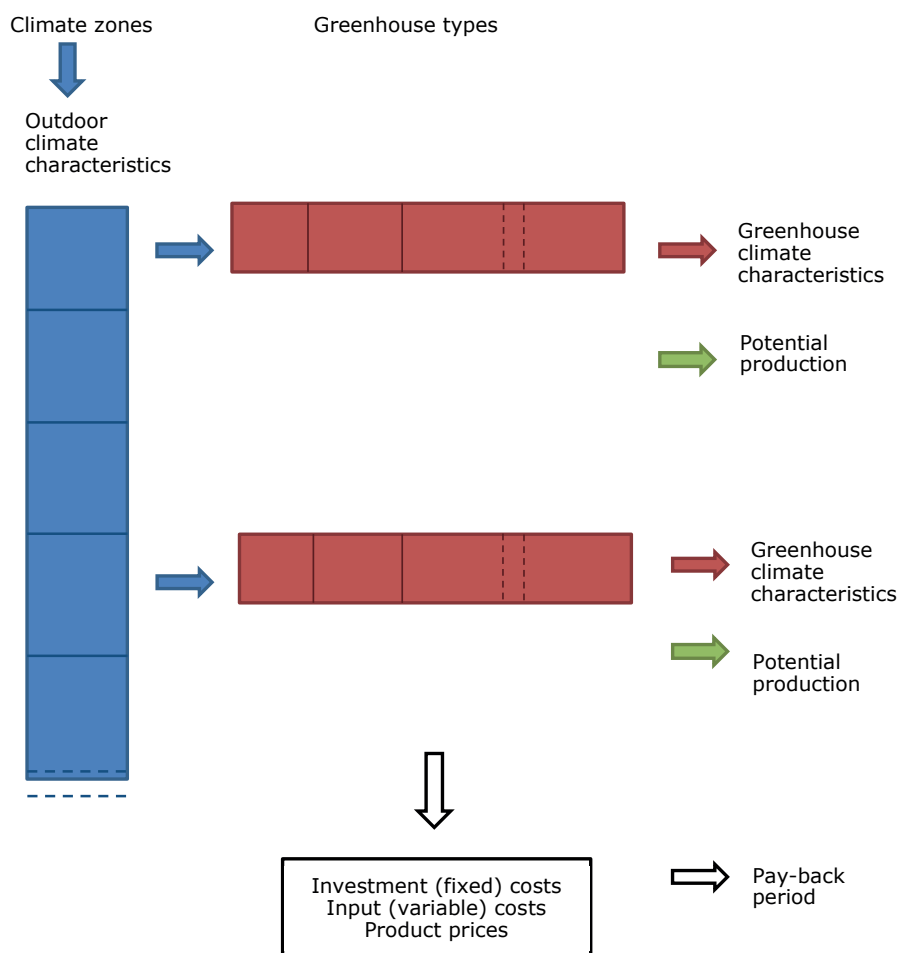 Climate zones
Greenhouse types
Outdoor
climate
characteristics
Greenhouse
climate
characteristics
Potential
production
Greenhouse
climate
characteristics
Potential
production
Investment (fixed) costs
Input (variable) costs
Product prices
Pay-back
period